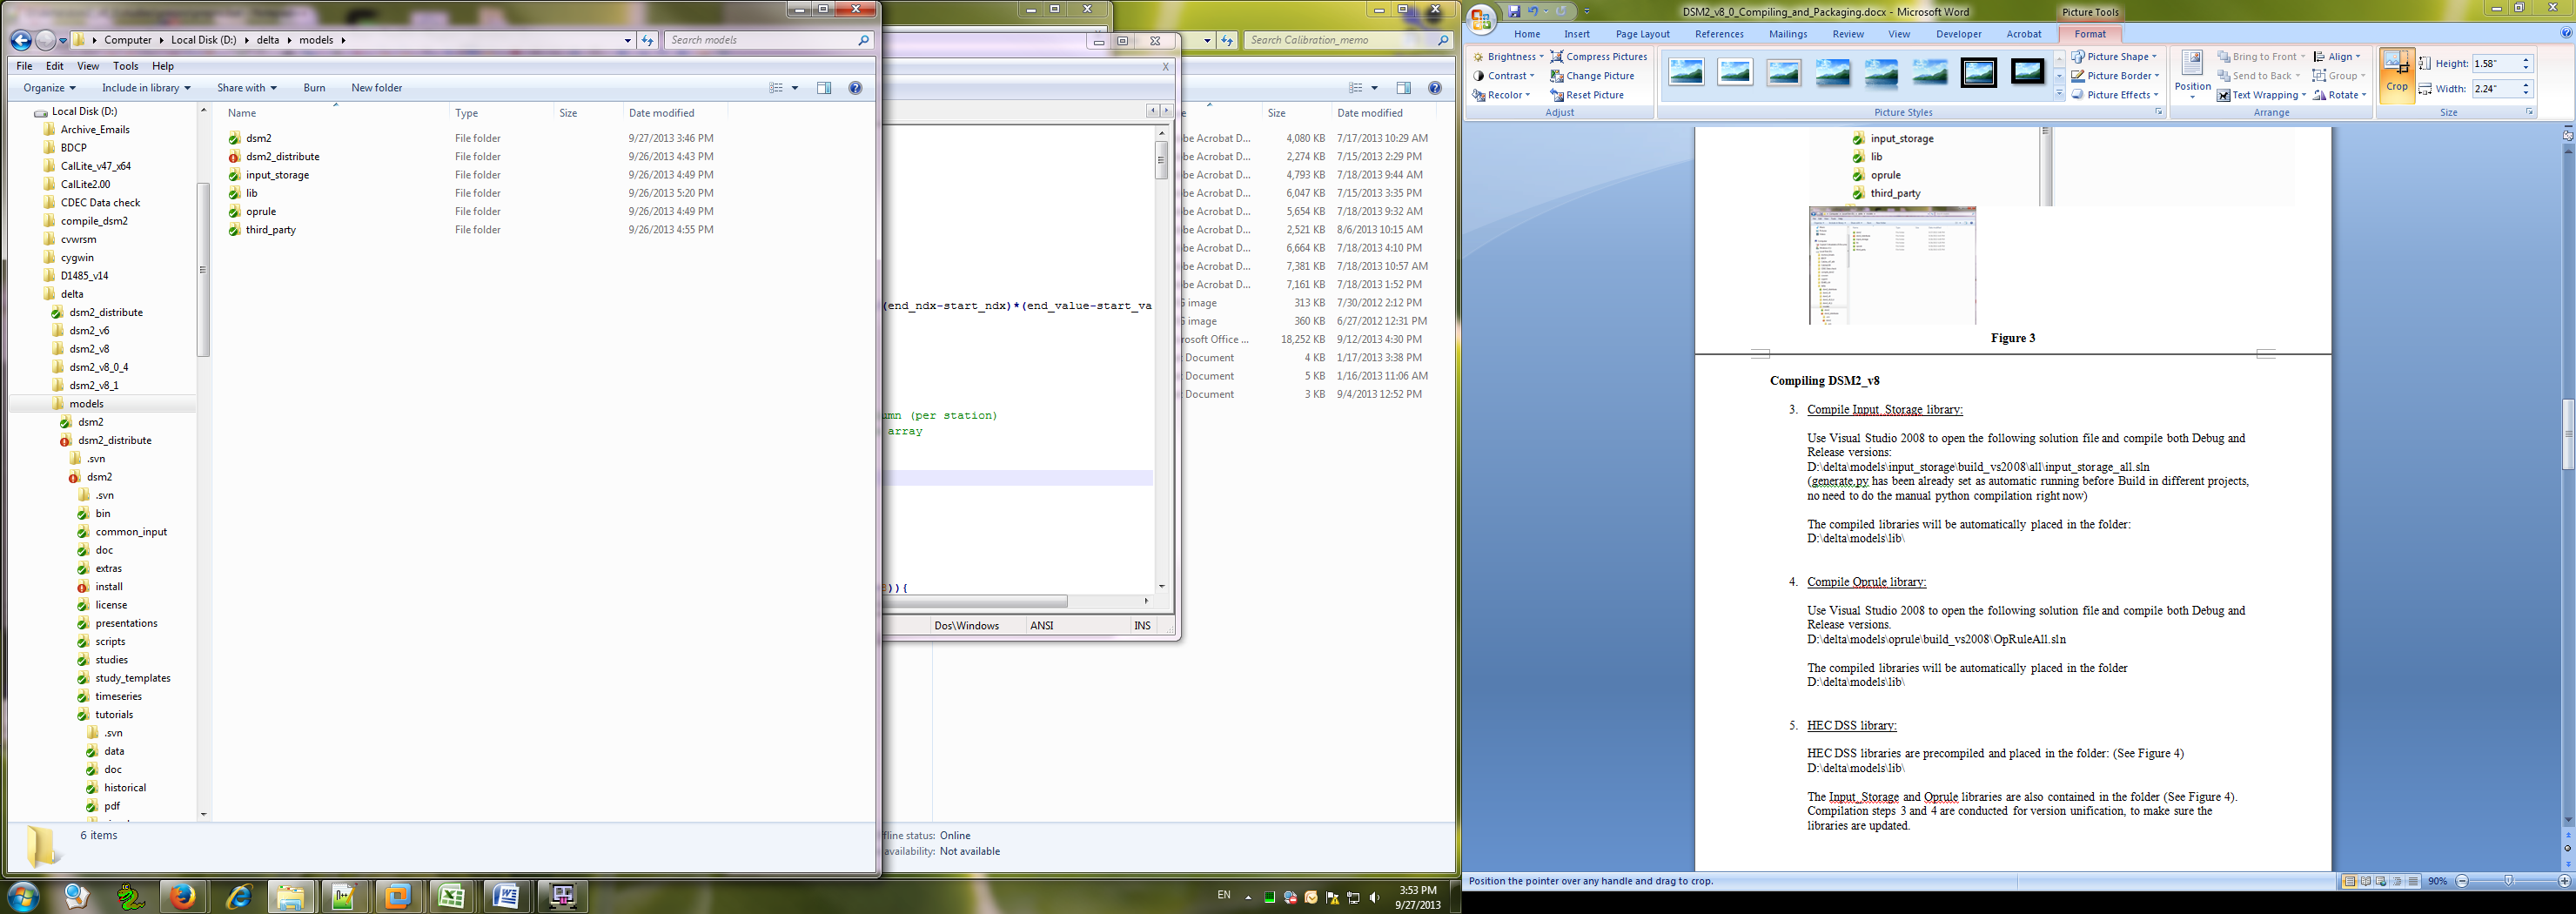 Computer ▸ Local Disk (D:) ▸ delta ▸ models ▸
Search models
File Edit View Tools Help
Organize Include in library Share with Burn New folder
Name Type Size Date modified
dsm2 File folder 9/27/2013 3:46 PM
dsm2_distribute File folder 9/26/2013 4:43 PM
input_storage File folder 9/26/2013 4:49 PM
lib File folder 9/26/2013 5:20 PM
oprule File folder 9/26/2013 4:49 PM
third_party File folder 9/26/2013 4:55 PM
Local Disk (D:)
Archive_Emails
BDCP
CalLite_v47_x64
CalLite2.00
CDEC Data check
compile_dsm2
cvwrsm
cygwin
D1485_v14
delta
dsm2_distribute
dsm2_v6
dsm2_v8
dsm2_v8_0_4
dsm2_v8_1
models
dsm2
dsm2_distribute
.svn
dsm2
.svn
bin
common_input
doc
extras
install
license
presentations
scripts
studies
study_templates
timeseries
tutorials
.svn
data
doc
historical
pdf
6 items
(end_ndx-start_ndx)*(end_value-start_va
umn (per station)
array
)){
Dos\Windows ANSI INS
Search Calibration_memo
Size Date modified
be Acrobat D... 4,080 KB 7/17/2013 10:29 AM
be Acrobat D... 2,274 KB 7/15/2013 2:29 PM
be Acrobat D... 4,793 KB 7/18/2013 9:44 AM
be Acrobat D... 6,047 KB 7/15/2013 3:35 PM
be Acrobat D... 5,654 KB 7/18/2013 9:32 AM
be Acrobat D... 2,521 KB 8/6/2013 10:15 AM
be Acrobat D... 6,664 KB 7/18/2013 4:10 PM
be Acrobat D... 7,381 KB 7/18/2013 10:57 AM
be Acrobat D... 7,161 KB 7/18/2013 1:52 PM
G image 313 KB 7/30/2012 2:12 PM
G image 360 KB 6/27/2012 12:31 PM
rosoft Office ... 18,252 KB 9/12/2013 4:30 PM
Document 4 KB 1/17/2013 3:38 PM
Document 5 KB 1/16/2013 11:06 AM
Document 3 KB 9/4/2013 12:52 PM
ffline status: Online
availability: Not available
EN
3:53 PM
9/27/2013
DSM2_v8_0_Compiling_and_Packaging.docx - Microsoft Word Picture Tools
Home Insert Page Layout References Mailings Review View Developer Acrobat Format
Brightness Compress Pictures
Contrast Change Picture
Recolor Reset Picture
Adjust
Picture Shape
Picture Border
Picture Effects
Picture Styles
Position
Bring to Front
Send to Back
Text Wrapping
Align
Group
Rotate
Arrange
Crop
Height: 1.58"
Width: 2.24"
Size
input_storage
lib
oprule
third_party
Figure 3
Compiling DSM2_v8
3. Compile Input_Storage library:
Use Visual Studio 2008 to open the following solution file and compile both Debug and
Release versions:
D:\delta\models\input_storage\build_vs2008\all\input_storage_all.sln
(generate.py has been already set as automatic running before Build in different projects,
no need to do the manual python compilation right now)
The compiled libraries will be automatically placed in the folder:
D:\delta\models\lib\
4. Compile Oprule library:
Use Visual Studio 2008 to open the following solution file and compile both Debug and
Release versions.
D:\delta\models\oprule\build_vs2008\OpRuleAll.sln
The compiled libraries will be automatically placed in the folder
D:\delta\models\lib\
5. HEC DSS library:
HEC DSS libraries are precompiled and placed in the folder: (See Figure 4)
D:\delta\models\lib\
The Input_Storage and Oprule libraries are also contained in the folder (See Figure 4).
Compilation steps 3 and 4 are conducted for version unification, to make sure the
libraries are updated.
Position the pointer over any handle and drag to crop.
90%